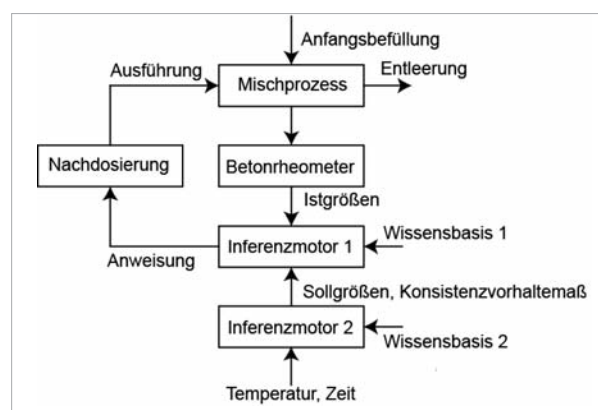 Anfangsbefüllung
Ausführung
Entleerung
Mischprozess
Nachdosierung
Betonrheometer
Istgrößen
Wissensbasis 1
Inferenzmotor 1
Anweisung
Sollgrößen, Konsistenzvorhaltemaß
Inferenzmotor 2
Wissensbasis 2
Temperatur, Zeit